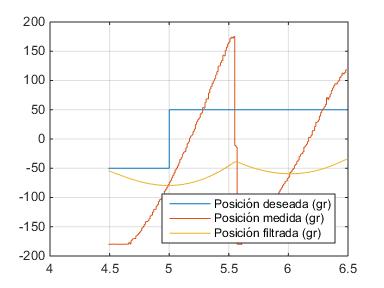 200
150
100
50
0
-50
-100
-150
-200
Posición deseada (gr)
Posición medida (gr)
Posición filtrada (gr)
4 4.5 5 5.5 6 6.5